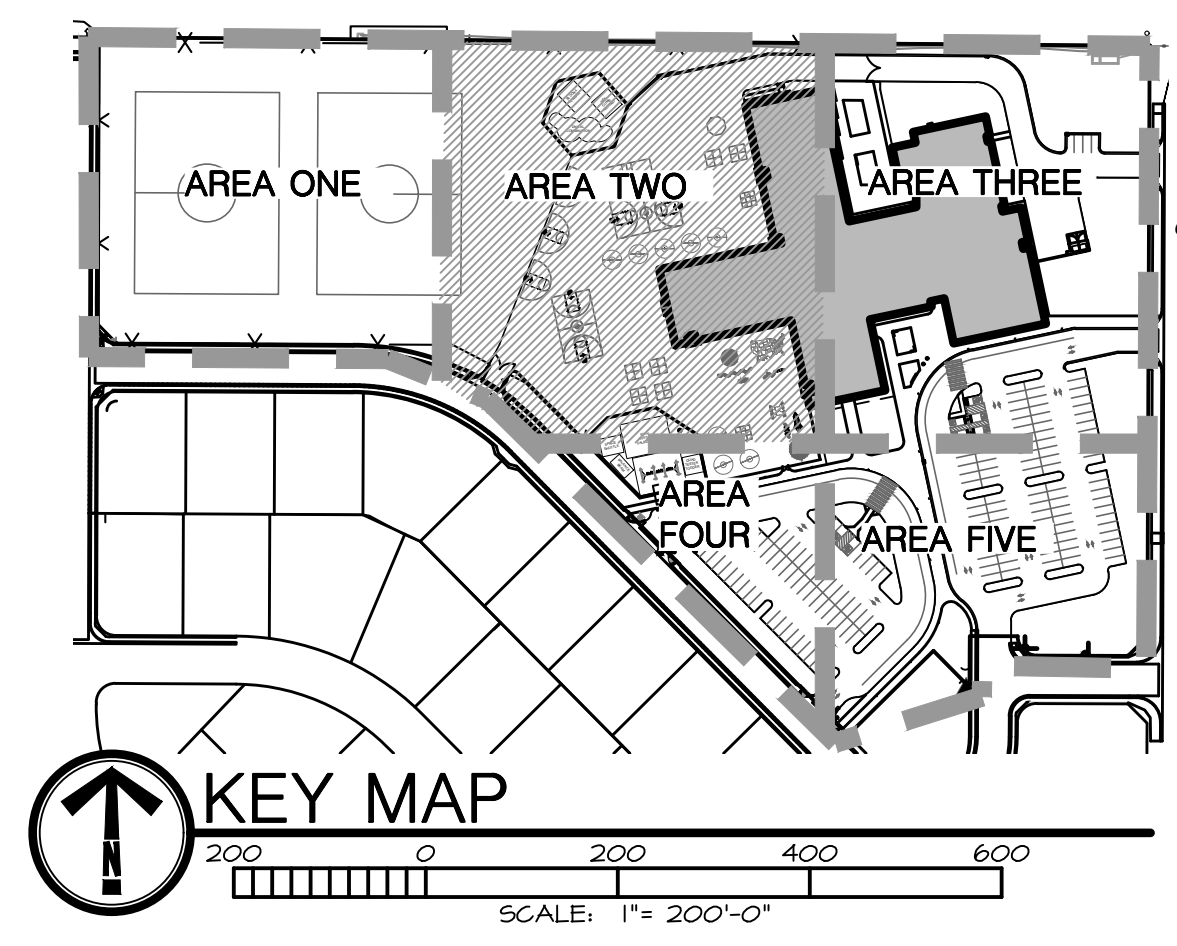 AREA ONE
AREA TWO
AREA THREE
AREA
FOUR
AREA FIVE
KEY MAP
N
200 0 200 400 600
SCALE: 1"= 200'-0"